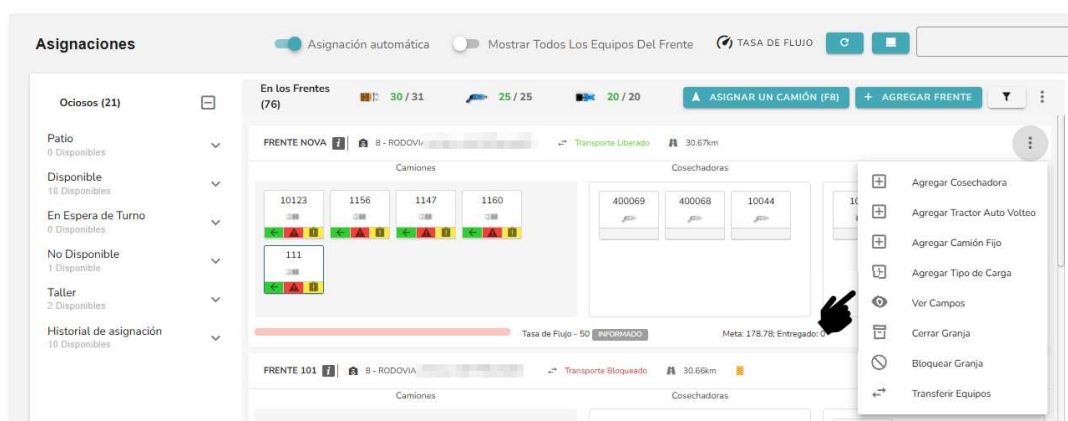 Asignaciones
Asignación automática
Mostrar Todos Los Equipos Del Frente
TASA DE FLUJO
Ociosos (21)
Patio
0 Disponibles
Disponible
18 Disponibles
En Espera de Turno
0 Disponibles
No Disponible
1 Disponible
Taller
2 Disponibles
Historial de asignación
10 Disponibles
En los Frentes
(76)
30 / 31
25 / 25
20 / 20
ASIGNAR UN CAMIÓN (F8)
+ AGREGAR FRENTE
FRENTE NOVA
8 - RODOVIA
Transporte Liberado
30.67km
Camiones
Cosechadoras
10123
1156
1147
1160
400069
400068
10044
111
Tasa de Flujo - 50 INFORMADO
Meta: 178.78; Entregado: 0
FRENTE 101
8 - RODOVIA
Transporte Bloqueado
30.66km
Camiones
Cosechadoras
Agregar Cosechadora
Agregar Tractor Auto Volteo
Agregar Camión Fijo
Agregar Tipo de Carga
Ver Campos
Cerrar Granja
Bloquear Granja
Transferir Equipos